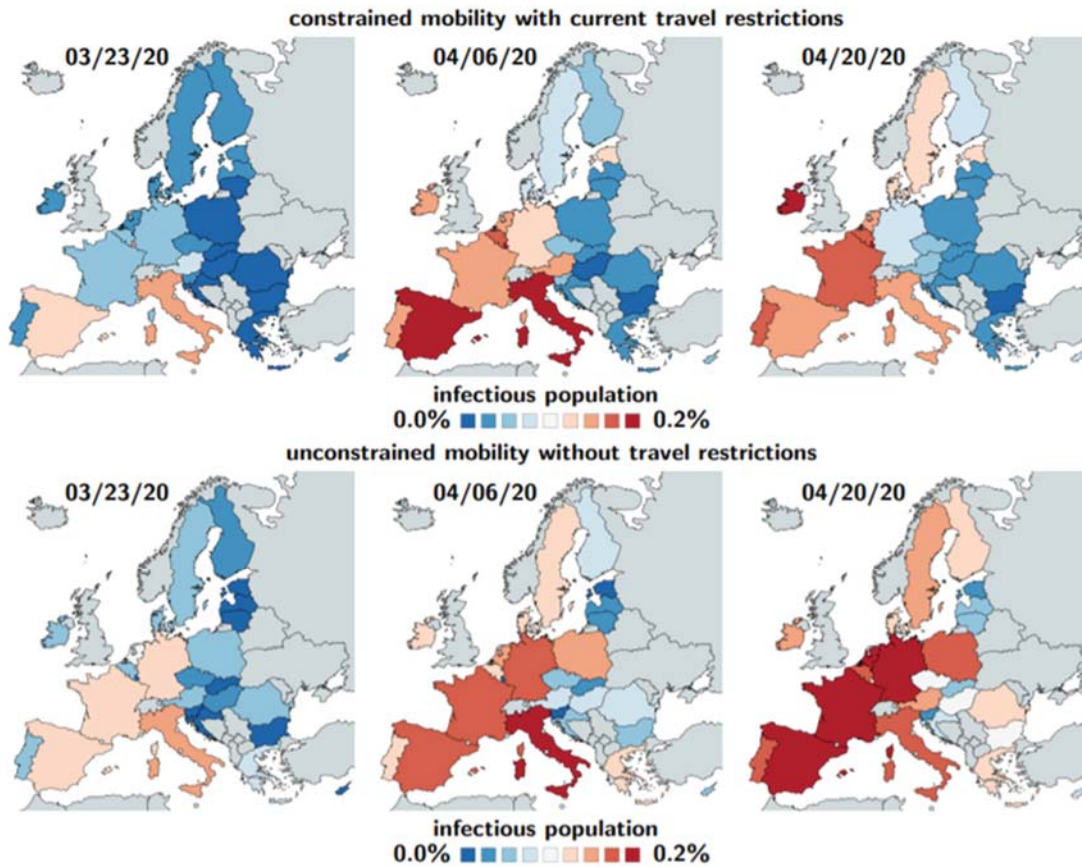 constrained mobility with current travel restrictions
03/23/20 04/06/20 04/20/20
infectious population
0.0% 0.2%
unconstrained mobility without travel restrictions
03/23/20 04/06/20 04/20/20
infectious population
0.0% 0.2%